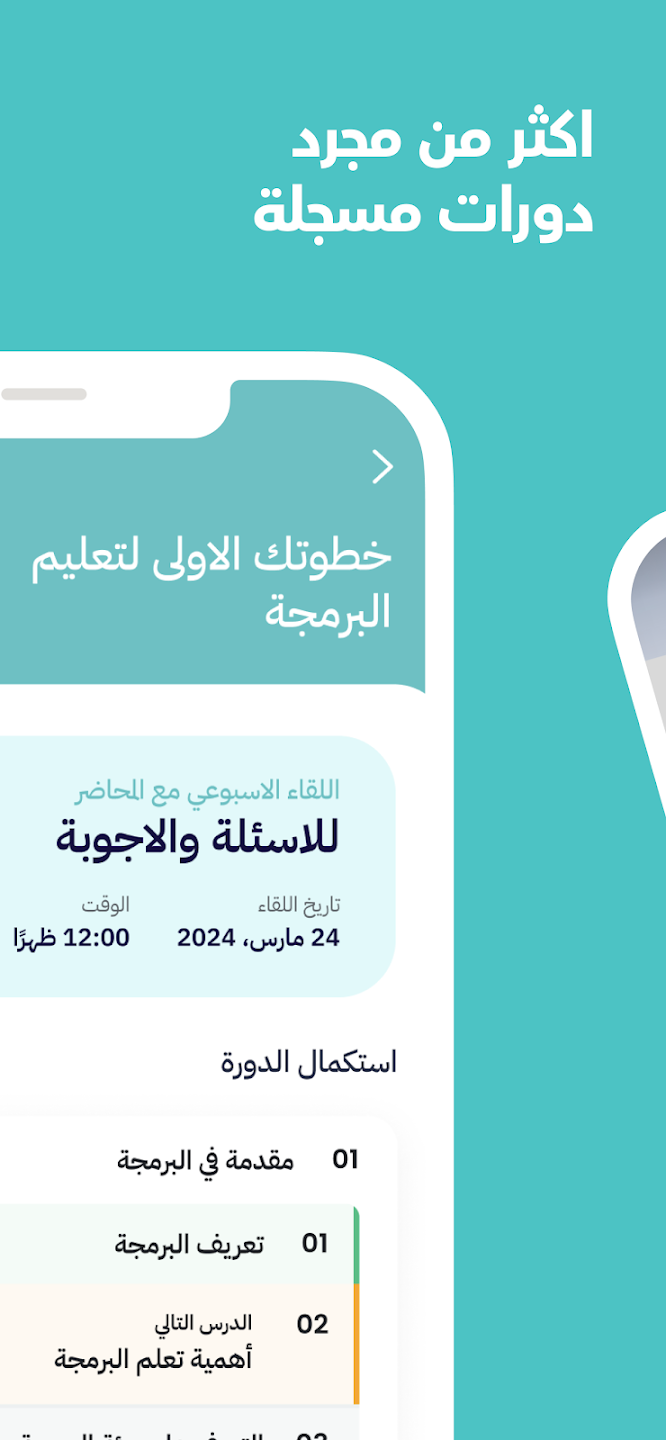 اكثر من مجرد
دورات مسجلة
خطوتك الاولى لتعليم
البرمجة
اللقاء الاسبوعي مع المحاضر
للاسئلة والاجوبة
تاريخ اللقاء الوقت
24 مارس، 2024 12:00 ظهرًا
استكمال الدورة
01 مقدمة في البرمجة
01 تعريف البرمجة
02 الدرس التالي
أهمية تعلم البرمجة